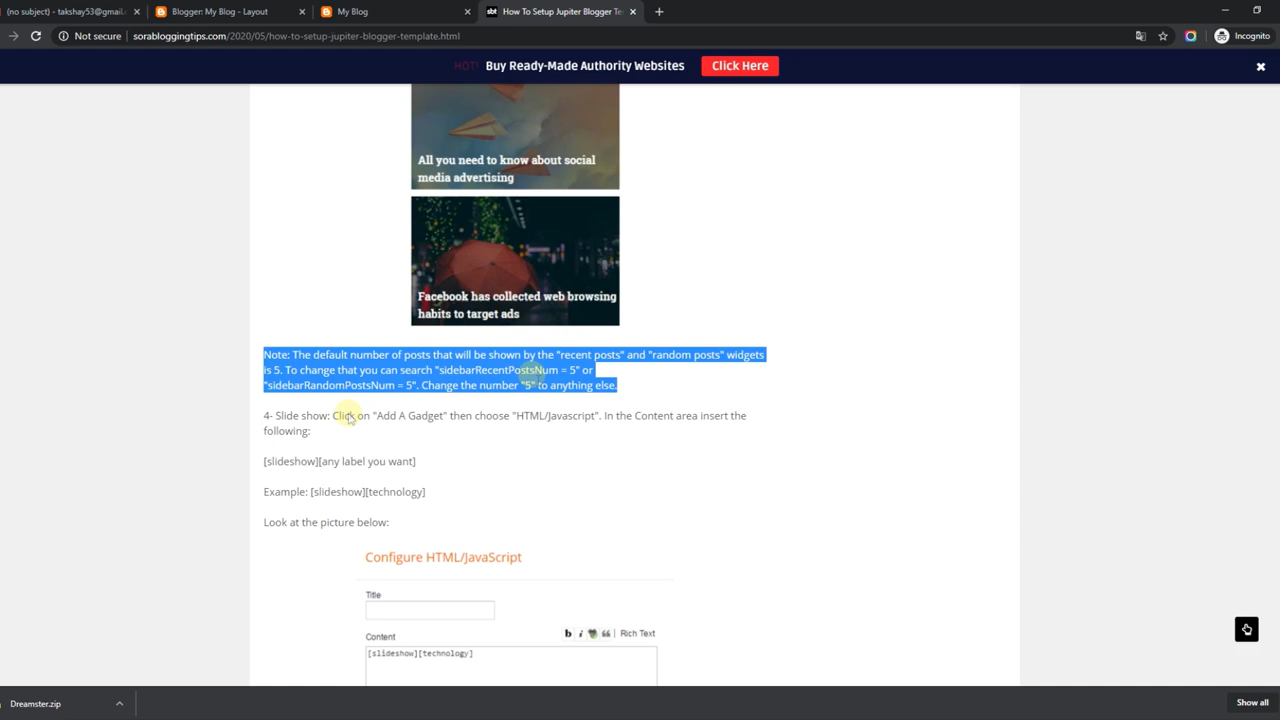 (no subject) - takshay53@gmail.c
Blogger: My Blog - Layout
My Blog
sbt
How To Setup Jupiter Blogger Te
Not secure
sorabloggingtips.com/2020/05/how-to-setup-jupiter-blogger-template.html
Incognito
HOT! Buy Ready-Made Authority Websites Click Here
All you need to know about social
media advertising
Facebook has collected web browsing
habits to target ads
Note: The default number of posts that will be shown by the "recent posts" and "random posts" widgets
is 5. To change that you can search "sidebarRecentPostsNum = 5" or
"sidebarRandomPostsNum = 5". Change the number "5" to anything else.
4- Slide show: Click on "Add A Gadget" then choose "HTML/Javascript". In the Content area insert the
following:
[slideshow][any label you want]
Example: [slideshow][technology]
Look at the picture below:
Configure HTML/JavaScript
Title
Content
b i Rich Text
[slideshow][technology]
Dreamster.zip
Show all